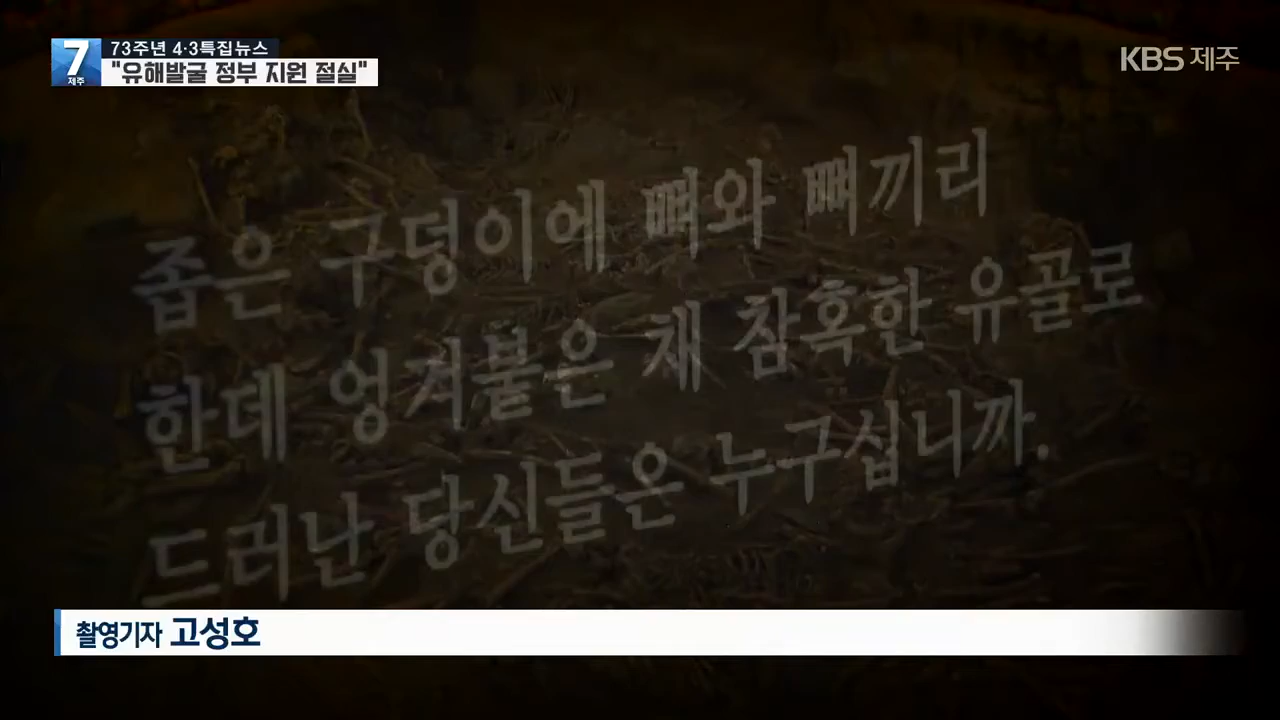 7
제주
73주년 4·3특집뉴스
"유해발굴 정부 지원 절실"
KBS 제주
좁은 구덩이에 뼈와 뼈끼리
한데 엉겨붙은 채 참혹한 유골로
드러난 당신들은 누구십니까.
촬영기자 고성호